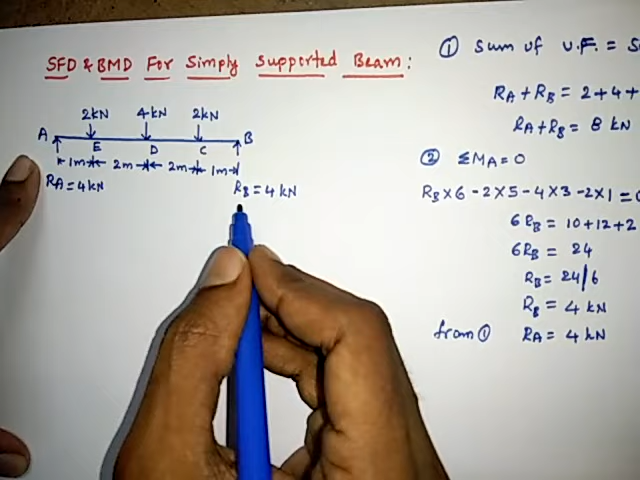 SFD & BMD For Simply Supported Beam:
2kN 4kN 2kN
A B
E D C
1m 2m 2m 1m
RA = 4kN
RB = 4 kN
① Sum of U.F. =
RA + RB = 2+4+
RA + RB = 8 kN
② ΣMA = 0
RB×6 -2×5 -4×3 -2×1 =
6RB = 10+12+2
6RB = 24
RB = 24/6
RB = 4 kN
from ① RA = 4 kN